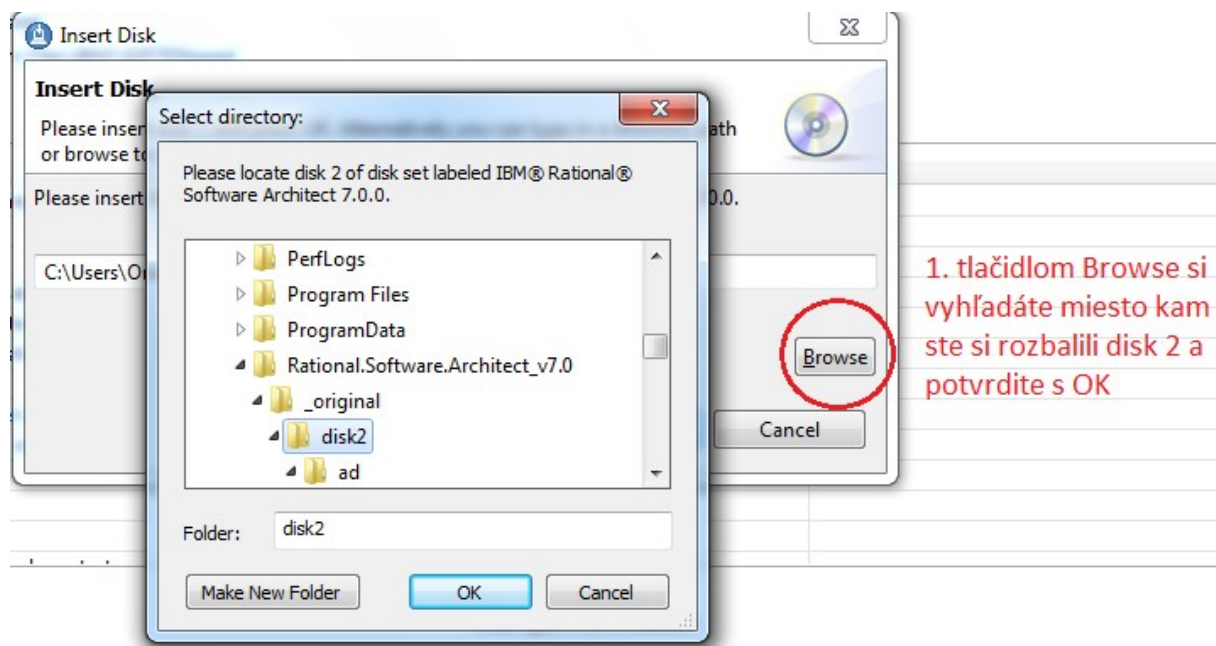 Insert Disk
Insert Disk
Please inser
ath
or browse to
Please insert
0.0.
C:\Users\O
Browse
Cancel
Select directory:
Please locate disk 2 of disk set labeled IBM® Rational®
Software Architect 7.0.0.
PerfLogs
Program Files
ProgramData
Rational.Software.Architect_v7.0
_original
disk2
ad
Folder: disk2
Make New Folder OK Cancel
1. tlačidlom Browse si
vyhľadáte miesto kam
ste si rozbalili disk 2 a
potvrdite s OK